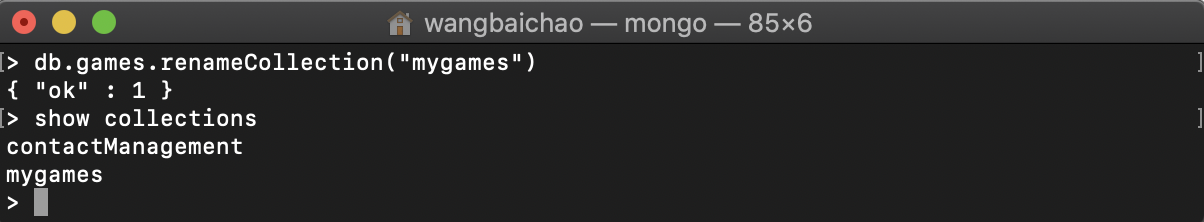 wangbaichao — mongo — 85×6
[> db.games.renameCollection("mygames") ]
{ "ok" : 1 }
[> show collections ]
contactManagement
mygames
>